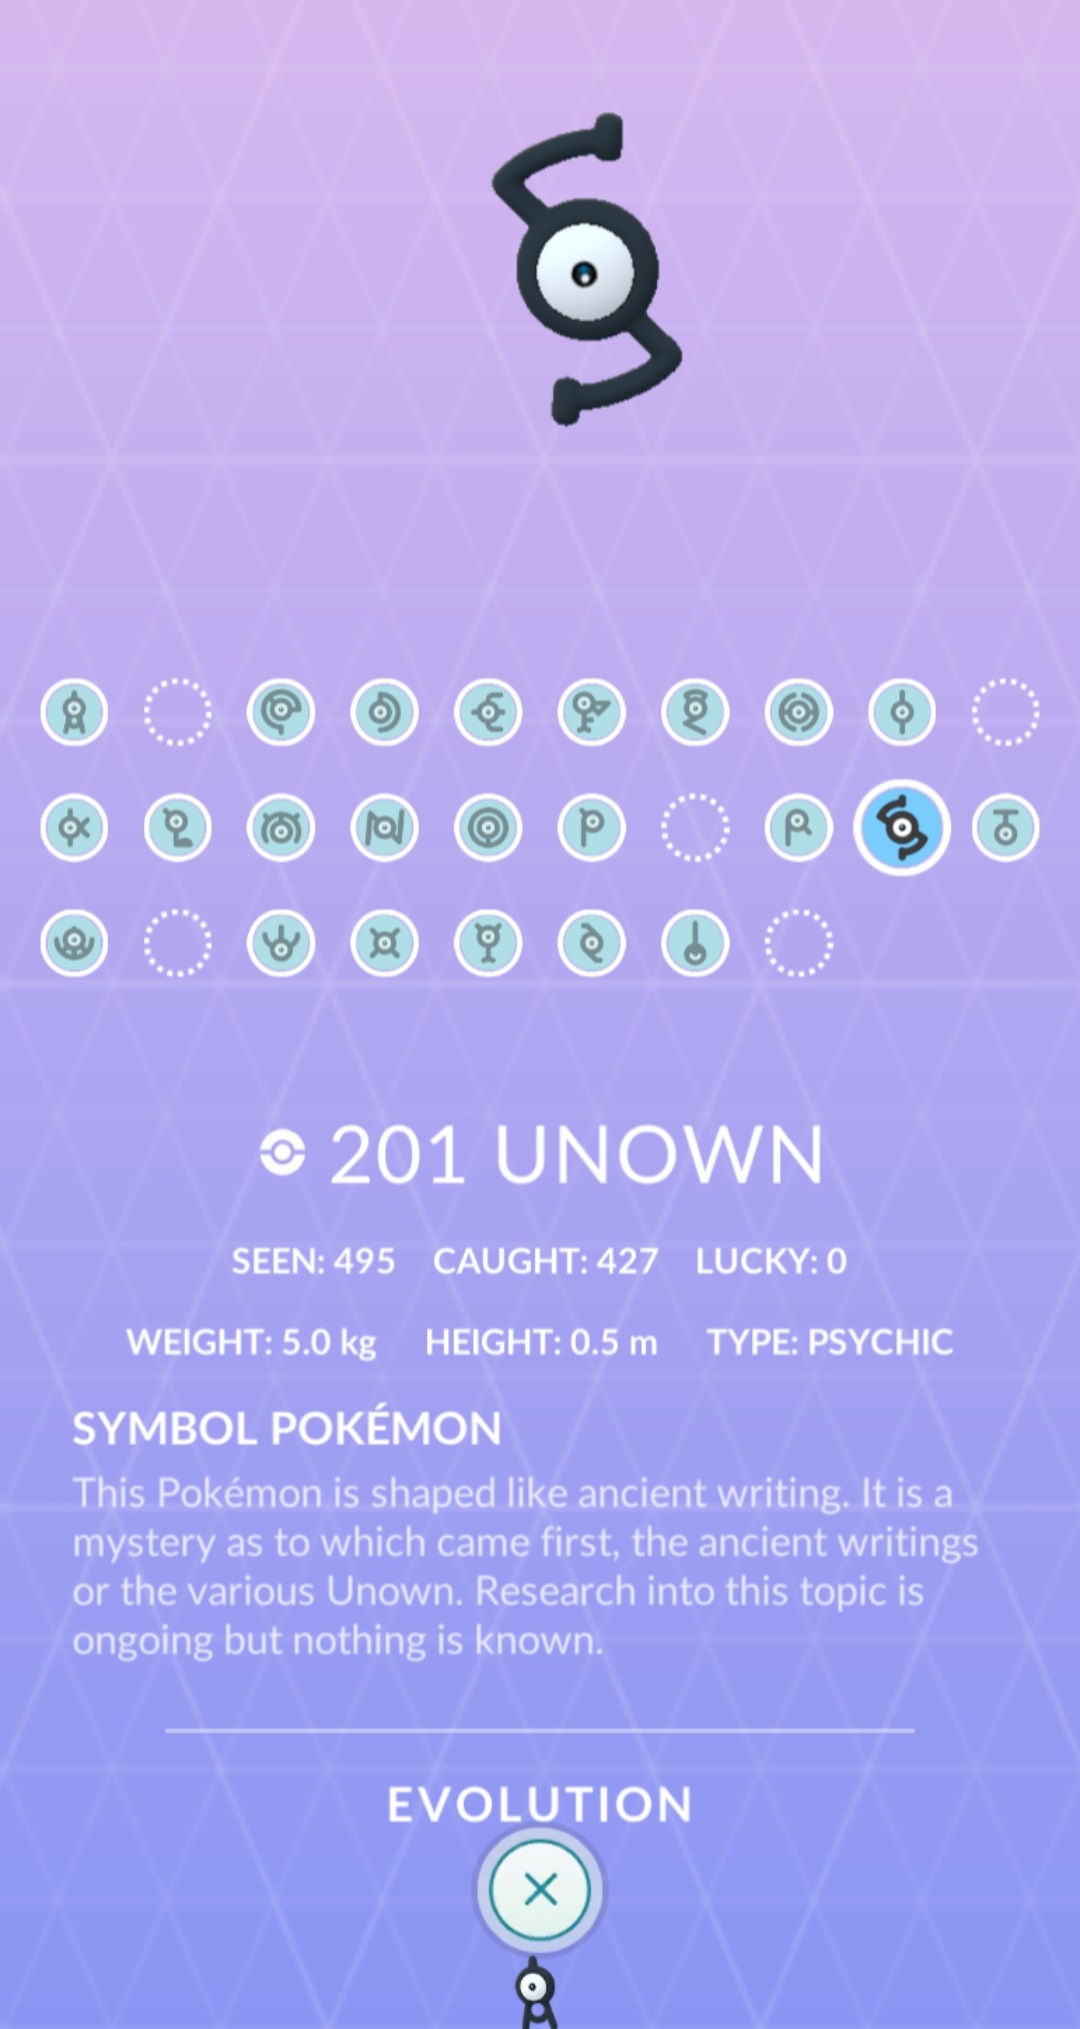 201 UNOWN
SEEN: 495 CAUGHT: 427 LUCKY: 0
WEIGHT: 5.0 kg HEIGHT: 0.5 m TYPE: PSYCHIC
SYMBOL POKÉMON
This Pokémon is shaped like ancient writing. It is a
mystery as to which came first, the ancient writings
or the various Unown. Research into this topic is
ongoing but nothing is known.
EVOLUTION